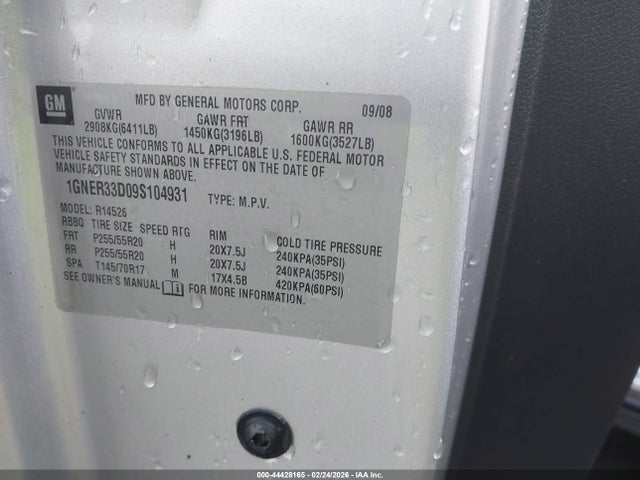 GM
MFD BY GENERAL MOTORS CORP. 09/08
GVWR GAWR FRT GAWR RR
2908KG(6411LB) 1450KG(3196LB) 1600KG(3527LB)
THIS VEHICLE CONFORMS TO ALL APPLICABLE U.S. FEDERAL MOTOR
VEHICLE SAFETY STANDARDS IN EFFECT ON THE DATE OF
MANUFACTURE SHOWN ABOVE.
1GNER33D09S104931 TYPE: M.P.V.
MODEL: R14526
RBBQ TIRE SIZE SPEED RTG RIM COLD TIRE PRESSURE
FRT P255/55R20 H 20X7.5J 240KPA(35PSI)
RR P255/55R20 H 20X7.5J 240KPA(35PSI)
SPA T145/70R17 M 17X4.5B 420KPA(60PSI)
SEE OWNER'S MANUAL FOR MORE INFORMATION.
000-44428165 - 02/24/2026 - IAA Inc.